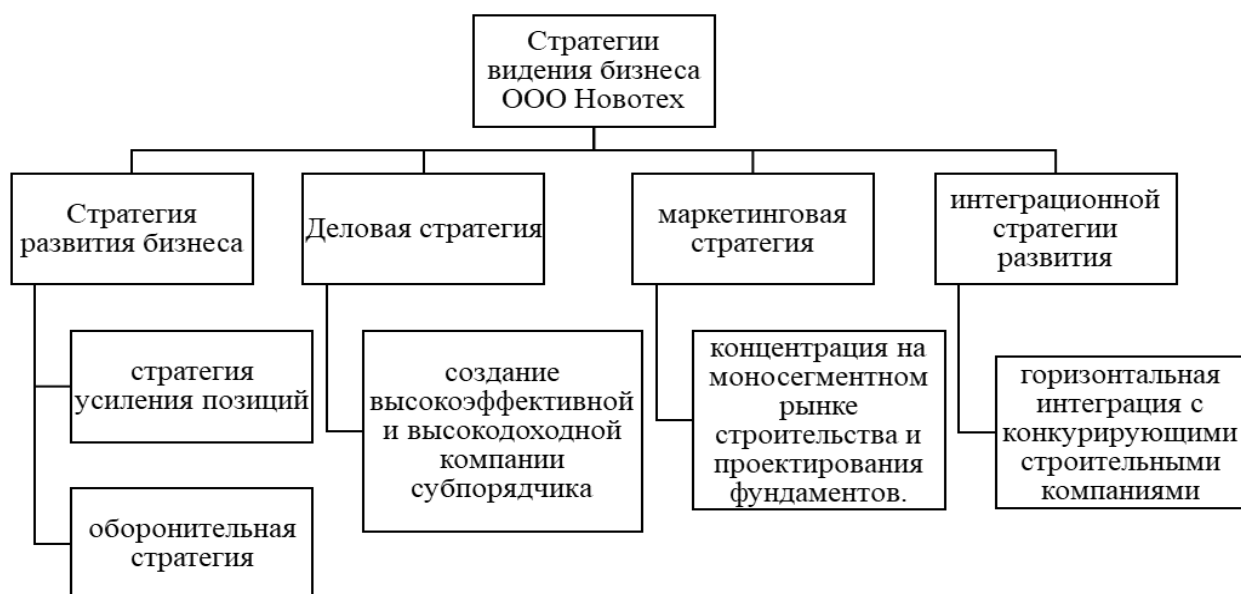 Стратегии
видения бизнеса
ООО Новотех
Стратегия
развития бизнеса
Деловая стратегия
маркетинговая
стратегия
интеграционной
стратегии
развития
стратегия
усиления позиций
оборонительная
стратегия
создание
высокоэффективной
и высокодоходной
компании
субпорядчика
концентрация на
моносегментном
рынке
строительства и
проектирования
фундаментов.
горизонтальная
интеграция с
конкурирующими
строительными
компаниями